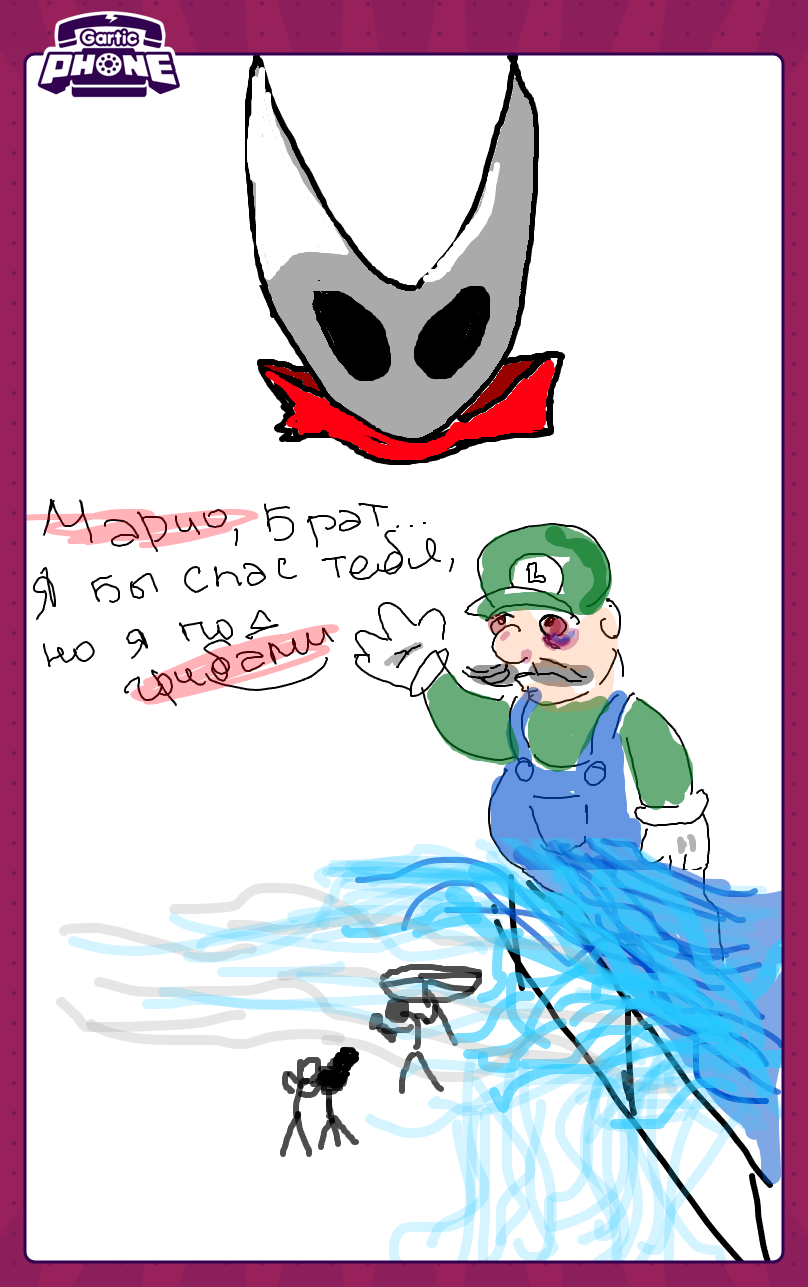 Gartic
PHONE
Марио, Брат...
Я бы спас тебя,
но я под
грибами
L